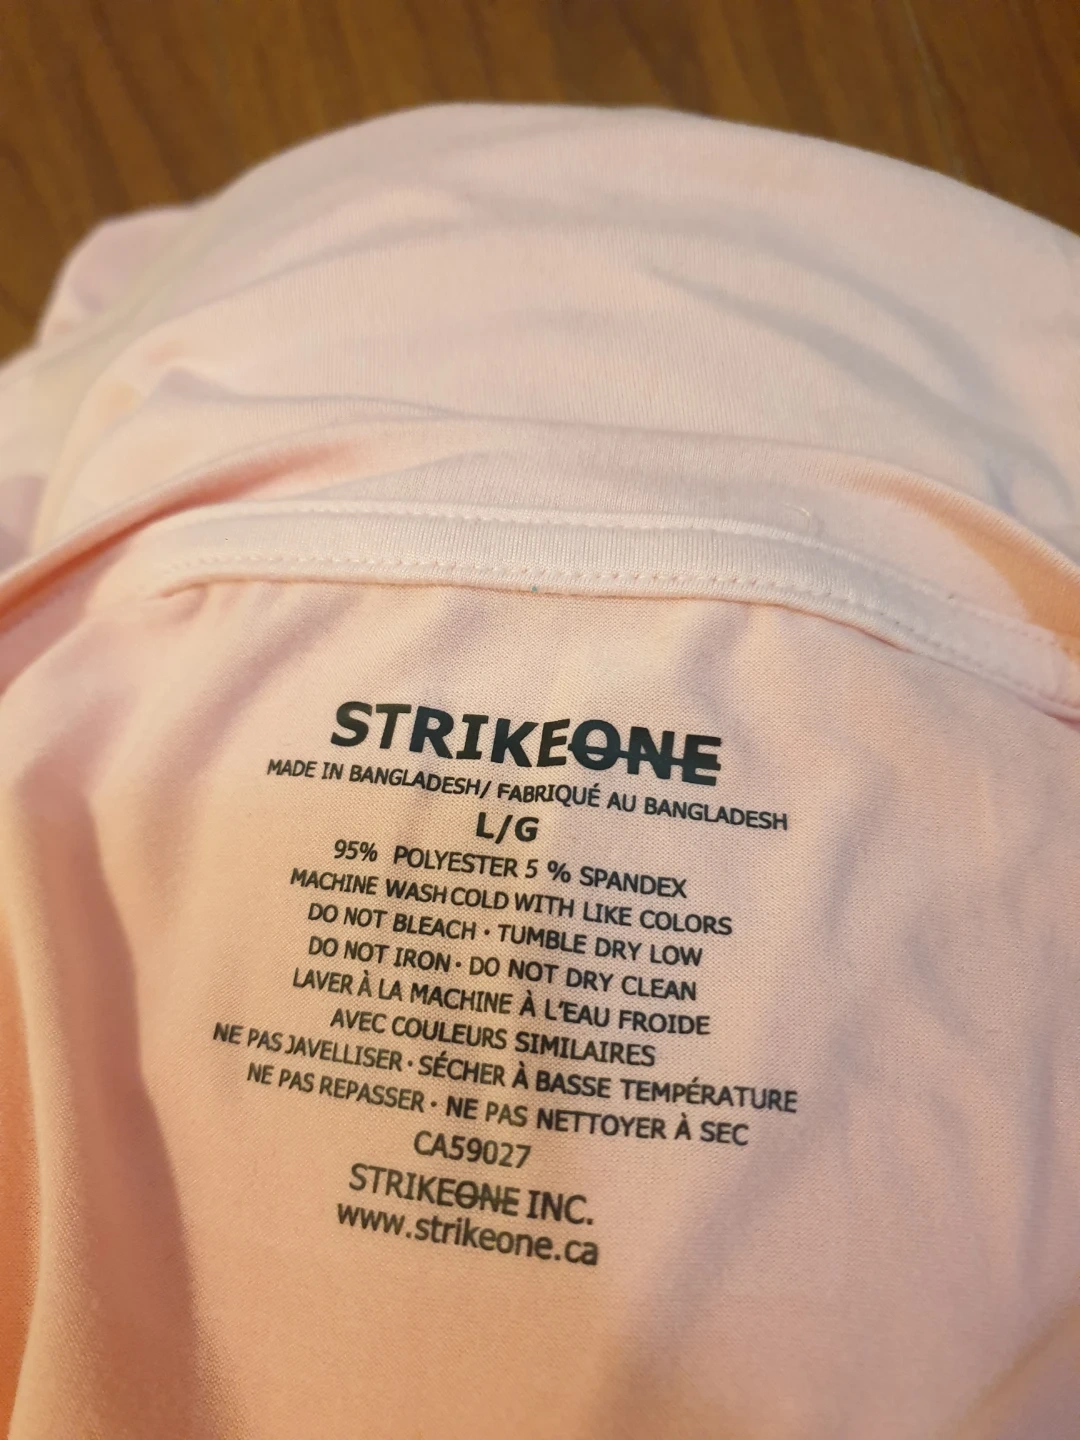 STRIKEONE
MADE IN BANGLADESH/ FABRIQUÉ AU BANGLADESH
L/G
95% POLYESTER 5 % SPANDEX
MACHINE WASH COLD WITH LIKE COLORS
DO NOT BLEACH · TUMBLE DRY LOW
DO NOT IRON · DO NOT DRY CLEAN
LAVER À LA MACHINE À L'EAU FROIDE
AVEC COULEURS SIMILAIRES
NE PAS JAVELLISER · SÉCHER À BASSE TEMPÉRATURE
NE PAS REPASSER · NE PAS NETTOYER À SEC
CA59027
STRIKEONE INC.
www.strikeone.ca